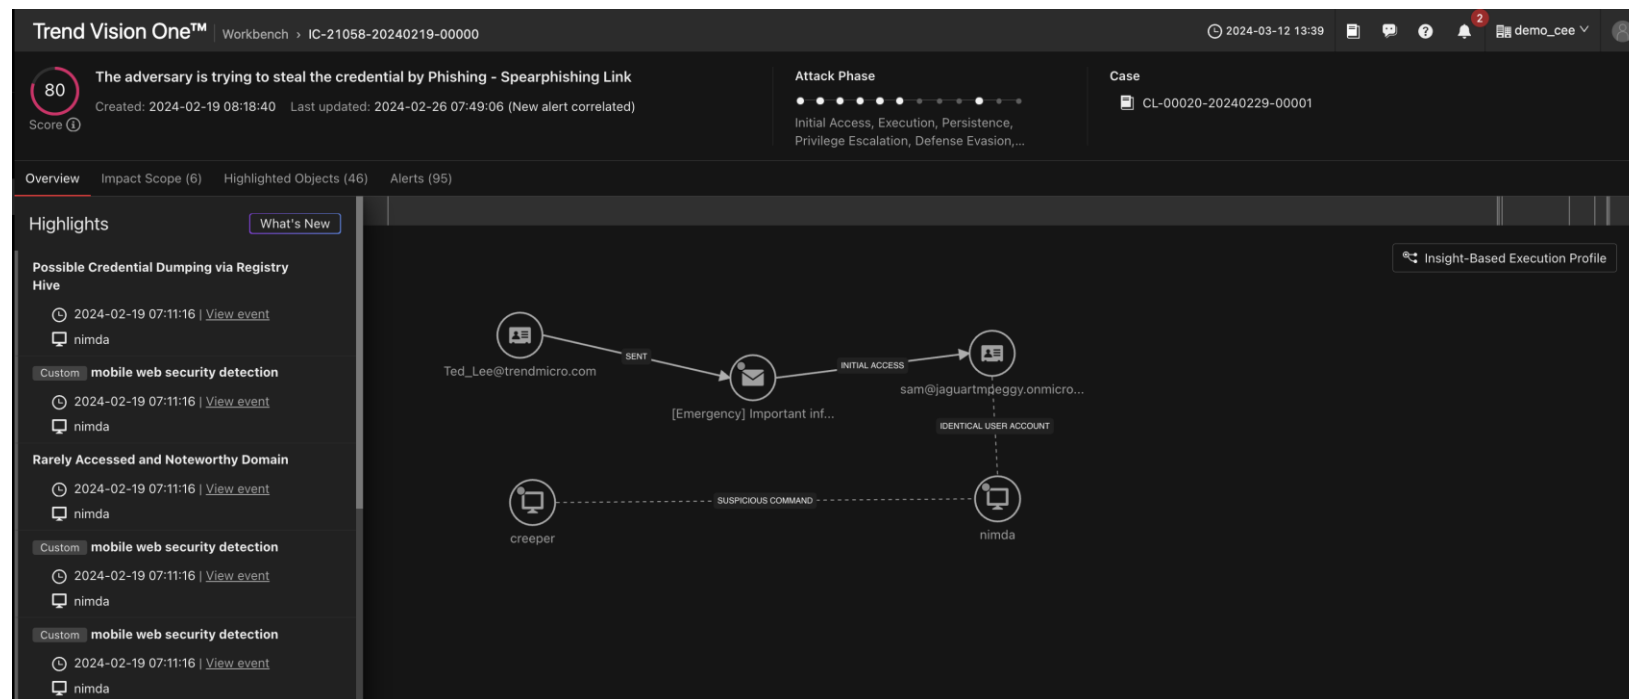 Trend Vision One™ Workbench › IC-21058-20240219-00000 2024-03-12 13:39 2 demo_cee
80 Score
The adversary is trying to steal the credential by Phishing - Spearphishing Link
Created: 2024-02-19 08:18:40 Last updated: 2024-02-26 07:49:06 (New alert correlated)
Attack Phase
Initial Access, Execution, Persistence,
Privilege Escalation, Defense Evasion,...
Case
CL-00020-20240229-00001
Overview Impact Scope (6) Highlighted Objects (46) Alerts (95)
Highlights What's New
Possible Credential Dumping via Registry
Hive
2024-02-19 07:11:16 | View event
nimda
Custom mobile web security detection
2024-02-19 07:11:16 | View event
nimda
Rarely Accessed and Noteworthy Domain
2024-02-19 07:11:16 | View event
nimda
Custom mobile web security detection
2024-02-19 07:11:16 | View event
nimda
Custom mobile web security detection
2024-02-19 07:11:16 | View event
nimda
Insight-Based Execution Profile
Ted_Lee@trendmicro.com
SENT
[Emergency] Important inf...
INITIAL ACCESS
sam@jaguartmpeggy.onmicro...
IDENTICAL USER ACCOUNT
creeper
SUSPICIOUS COMMAND
nimda